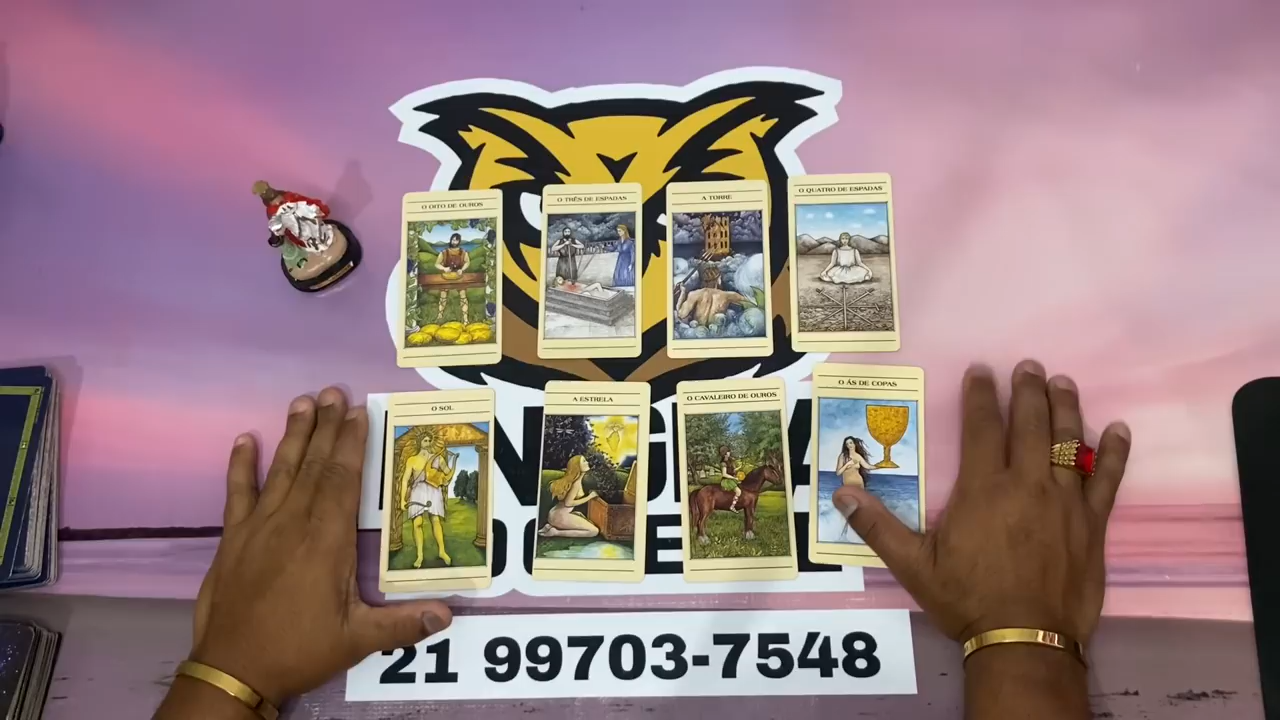 O OITO DE OUROS
O TRÊS DE ESPADAS
A TORRE
O QUATRO DE ESPADAS
O SOL
A ESTRELA
O CAVALEIRO DE OUROS
O ÁS DE COPAS
21 99703-7548